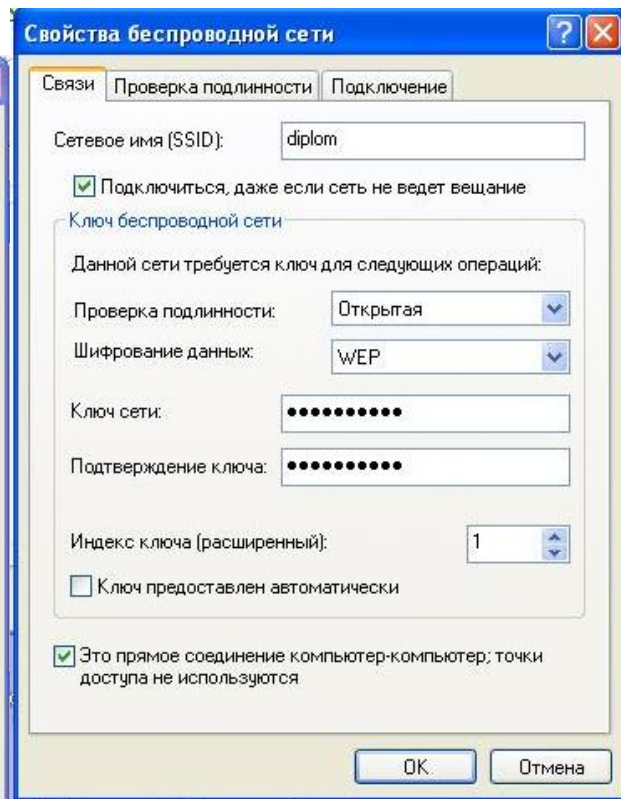 Свойства беспроводной сети
Связи Проверка подлинности Подключение
Сетевое имя (SSID): diplom
Подключиться, даже если сеть не ведет вещание
Ключ беспроводной сети
Данной сети требуется ключ для следующих операций:
Проверка подлинности: Открытая
Шифрование данных: WEP
Ключ сети: ••••••••••
Подтверждение ключа: ••••••••••
Индекс ключа (расширенный): 1
Ключ предоставлен автоматически
Это прямое соединение компьютер-компьютер; точки
доступа не используются
OK Отмена